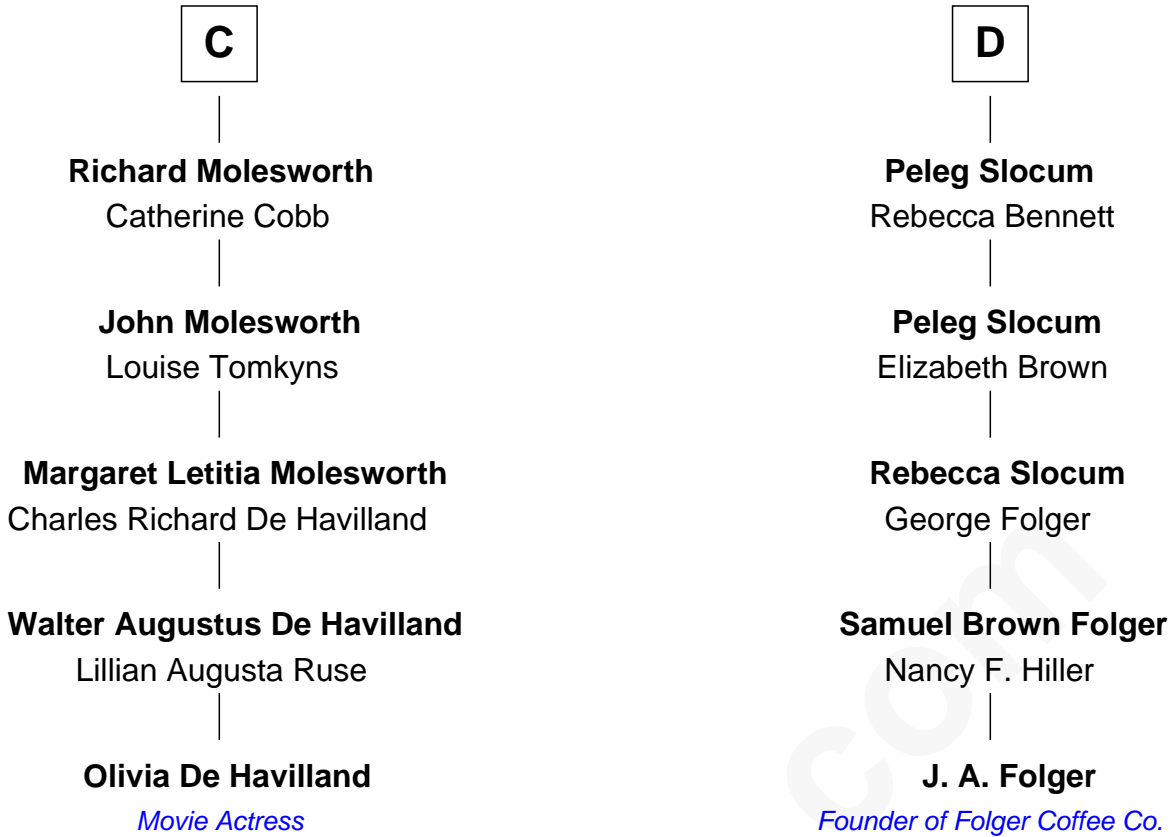 C
Richard Molesworth
Catherine Cobb
John Molesworth
Louise Tomkyns
Margaret Letitia Molesworth
Charles Richard De Havilland
Walter Augustus De Havilland
Lillian Augusta Ruse
Olivia De Havilland
Movie Actress
D
Peleg Slocum
Rebecca Bennett
Peleg Slocum
Elizabeth Brown
Rebecca Slocum
George Folger
Samuel Brown Folger
Nancy F. Hiller
J. A. Folger
Founder of Folger Coffee Co.
com